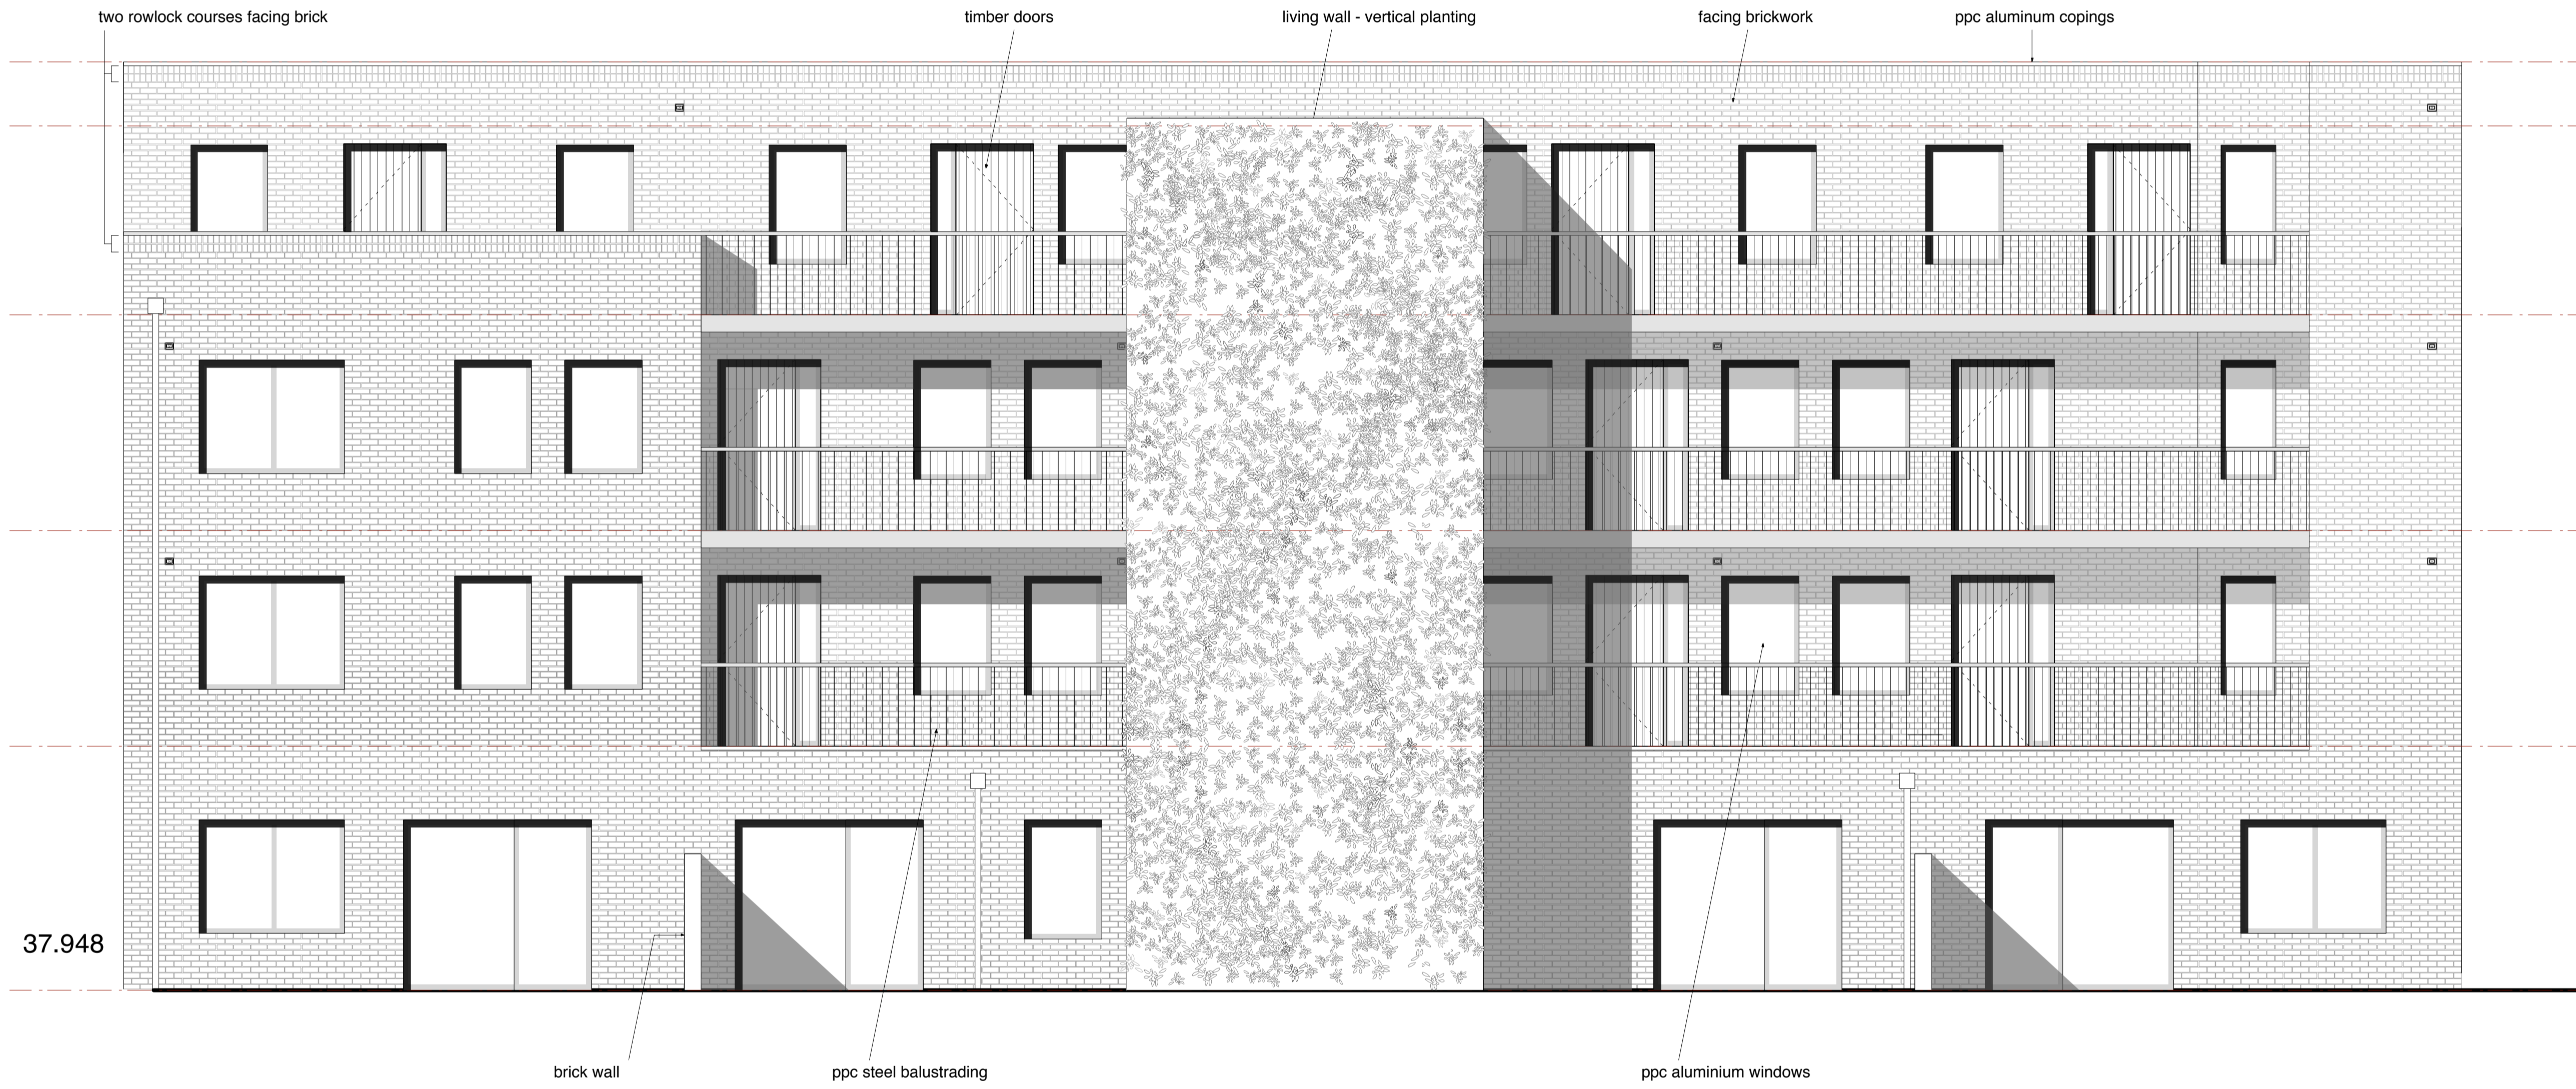 two rowlock courses facing brick
timber doors
living wall - vertical planting
facing brickwork
ppc aluminum copings
37.948
brick wall
ppc steel balustrading
ppc aluminium windows